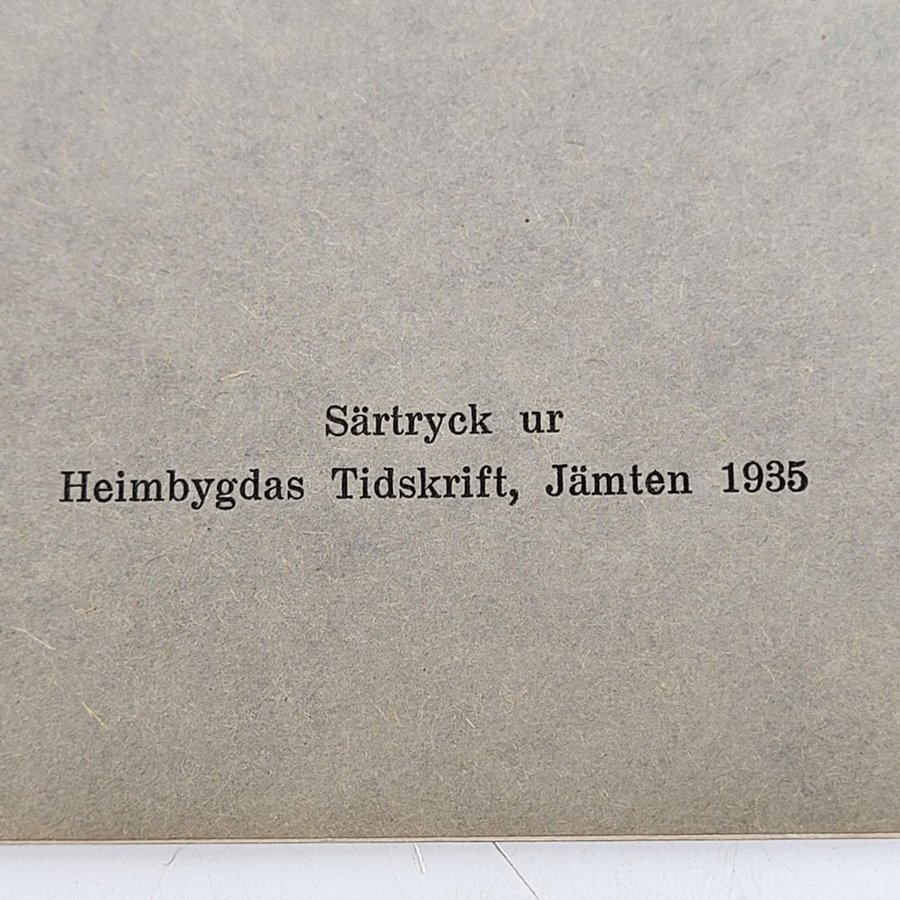 Särtryck ur
Heimbygdas Tidskrift, Jämten 1935